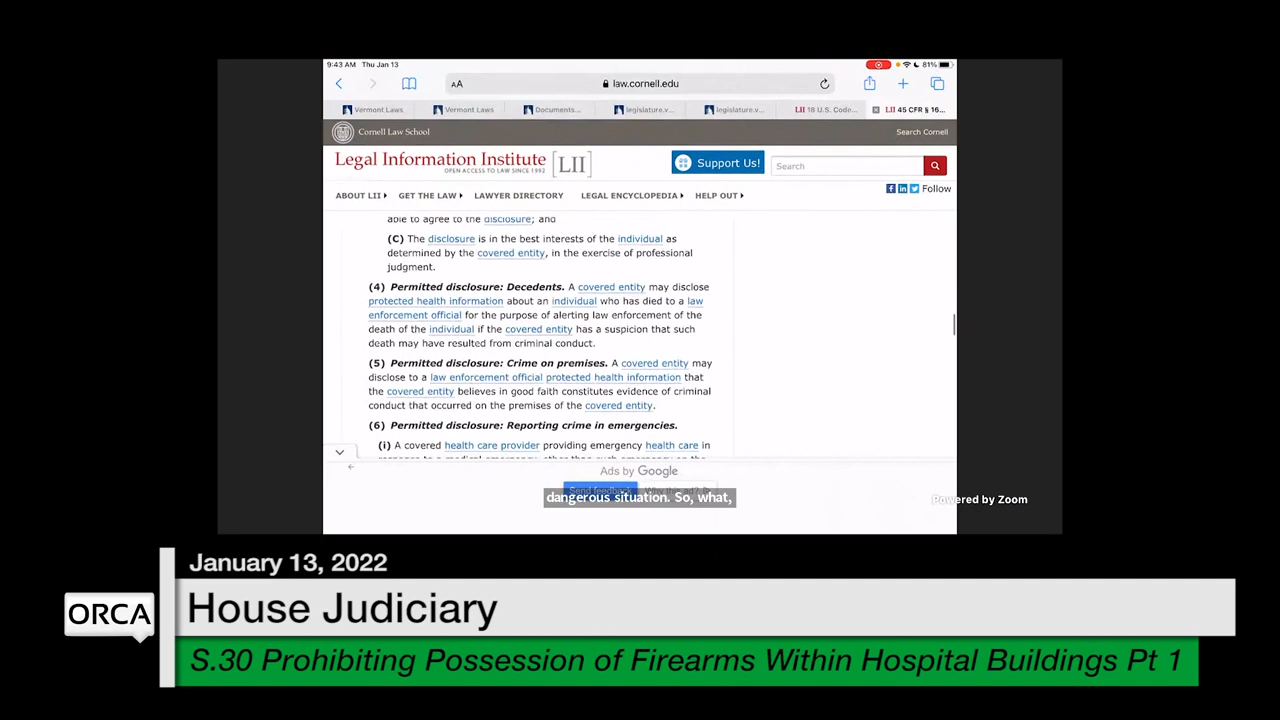 9:43 AM Thu Jan 13
81%
AA
law.cornell.edu
Vermont Laws
Vermont Laws
Documents...
legislature.v...
legislature.v...
LII 18 U.S. Code...
LII 45 CFR § 16...
Cornell Law School
Search Cornell
Legal Information Institute [LII]
OPEN ACCESS TO LAW SINCE 1992
Support Us!
Search
ABOUT LII
GET THE LAW
LAWYER DIRECTORY
LEGAL ENCYCLOPEDIA
HELP OUT
Follow
able to agree to the disclosure; and
(C) The disclosure is in the best interests of the individual as
determined by the covered entity, in the exercise of professional
judgment.
(4) Permitted disclosure: Decedents. A covered entity may disclose
protected health information about an individual who has died to a law
enforcement official for the purpose of alerting law enforcement of the
death of the individual if the covered entity has a suspicion that such
death may have resulted from criminal conduct.
(5) Permitted disclosure: Crime on premises. A covered entity may
disclose to a law enforcement official protected health information that
the covered entity believes in good faith constitutes evidence of criminal
conduct that occurred on the premises of the covered entity.
(6) Permitted disclosure: Reporting crime in emergencies.
(i) A covered health care provider providing emergency health care in
Ads by Google
Send feedback
Why this ad?
dangerous situation. So, what,
Powered by Zoom
January 13, 2022
ORCA
House Judiciary
S.30 Prohibiting Possession of Firearms Within Hospital Buildings Pt 1